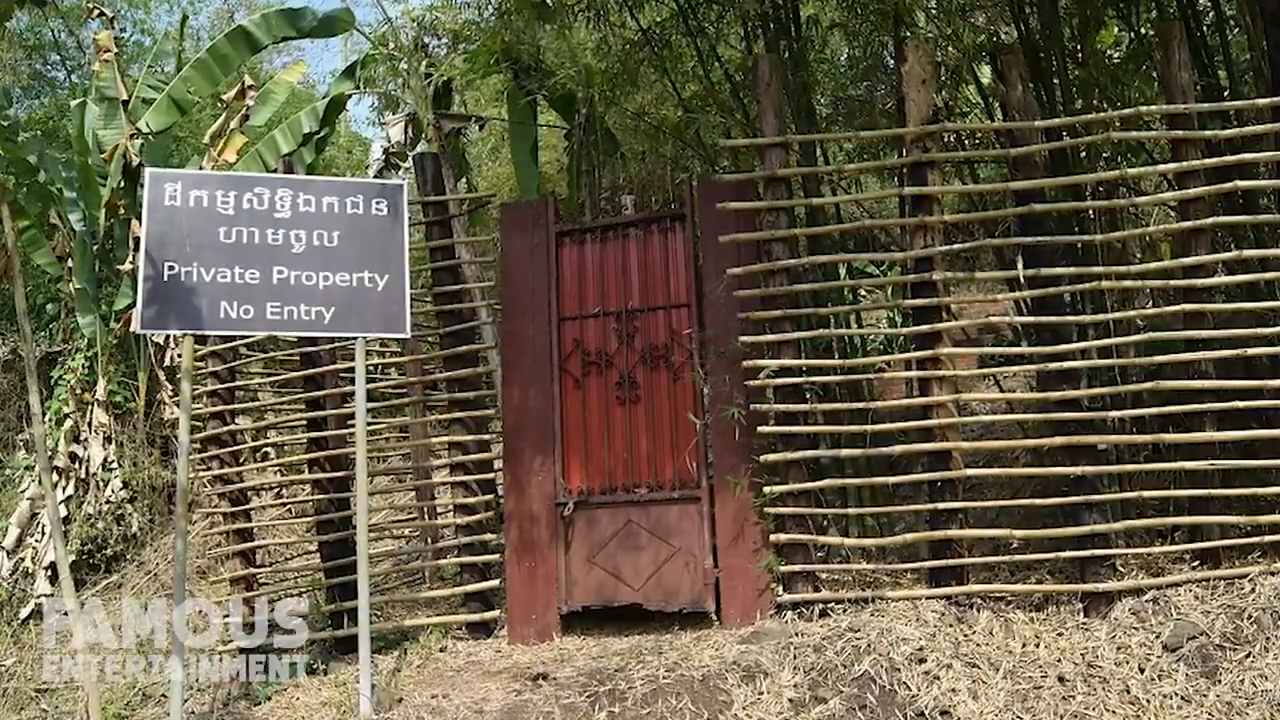 ដីកម្មសិទ្ធិឯកជន
ហាមចូល
Private Property
No Entry
FAMOUS
ENTERTAINMENT